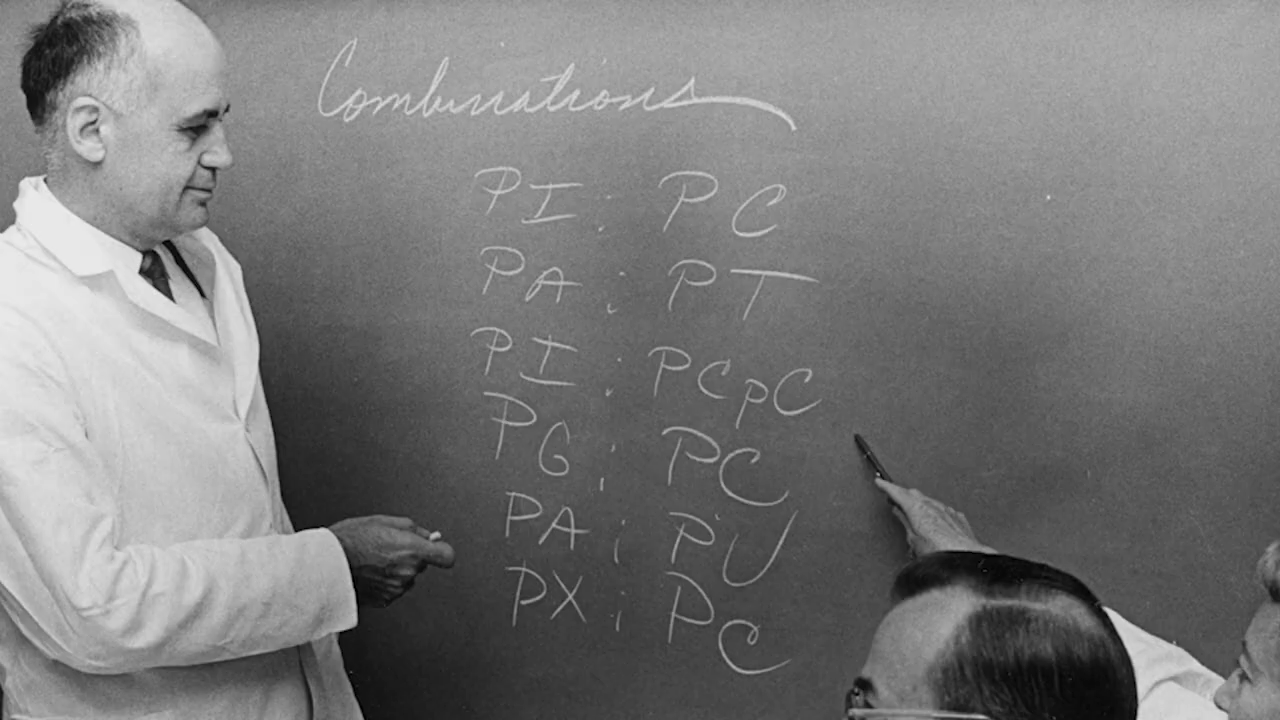 Combinations
PI ; PC
PA ; PT
PI ; PCpC
PG ; PC
PA ; PU
PX ; PC